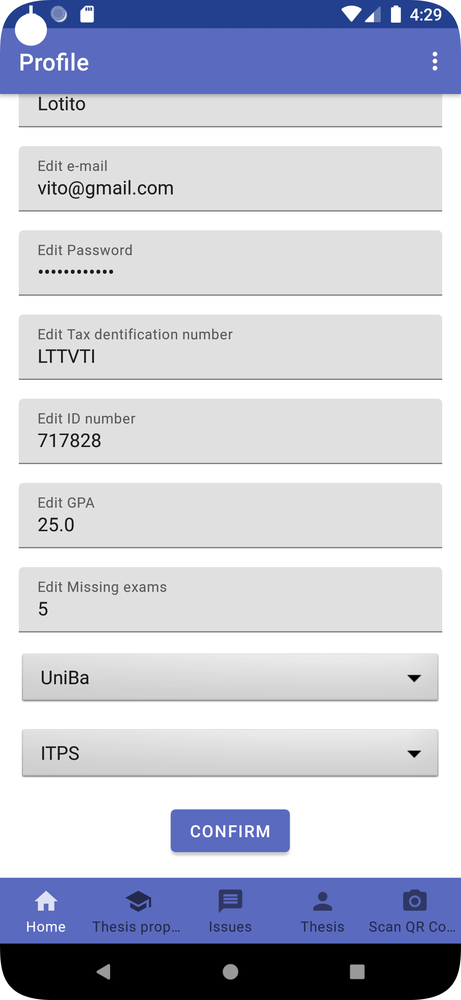 4:29
Profile
Lotito
Edit e-mail
vito@gmail.com
Edit Password
••••••••••••
Edit Tax dentification number
LTTVTI
Edit ID number
717828
Edit GPA
25.0
Edit Missing exams
5
UniBa
ITPS
CONFIRM
Home
Thesis prop...
Issues
Thesis
Scan QR Co...